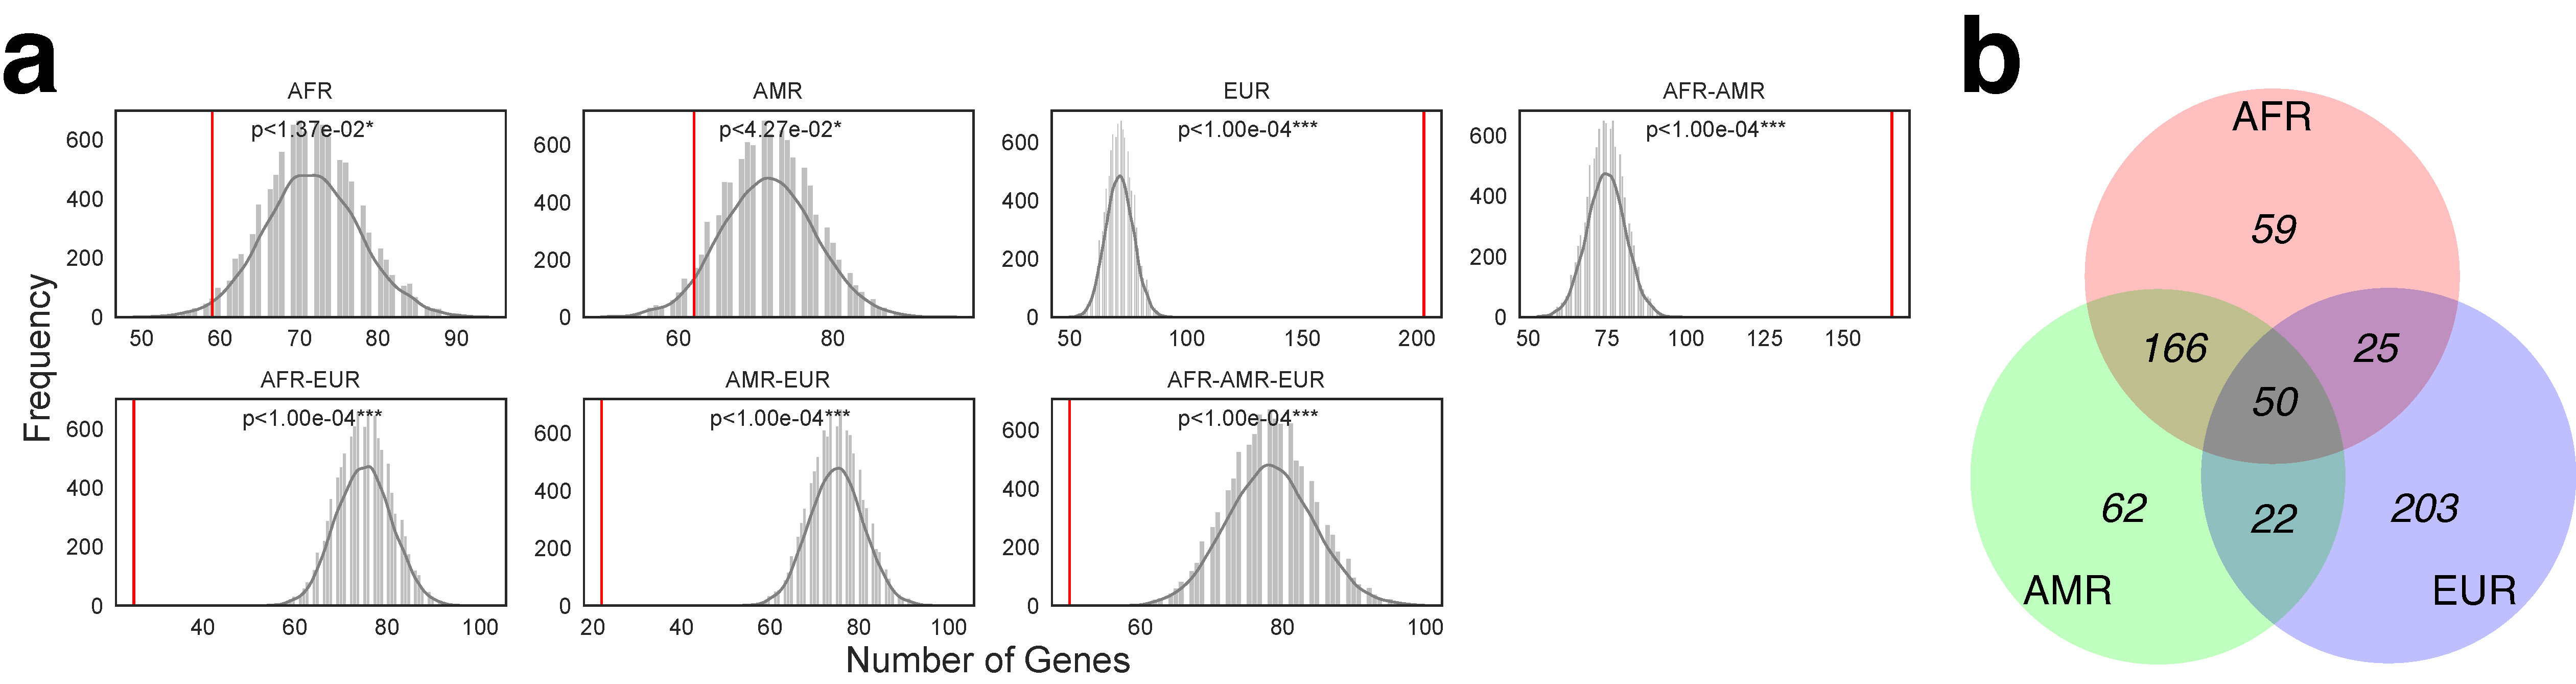 a
Frequency
AFR
p<1.37e-02*
600
400
200
0
50 60 70 80 90
AMR
p<4.27e-02*
600
400
200
0
60 80
EUR
p<1.00e-04***
600
400
200
0
50 100 150 200
AFR-AMR
p<1.00e-04***
600
400
200
0
50 75 100 125 150
AFR-EUR
p<1.00e-04***
600
400
200
0
40 60 80 100
AMR-EUR
p<1.00e-04***
600
400
200
0
20 40 60 80 100
AFR-AMR-EUR
p<1.00e-04***
600
400
200
0
60 80 100
Number of Genes
b
AFR
59
166 25
50
62 22 203
AMR EUR